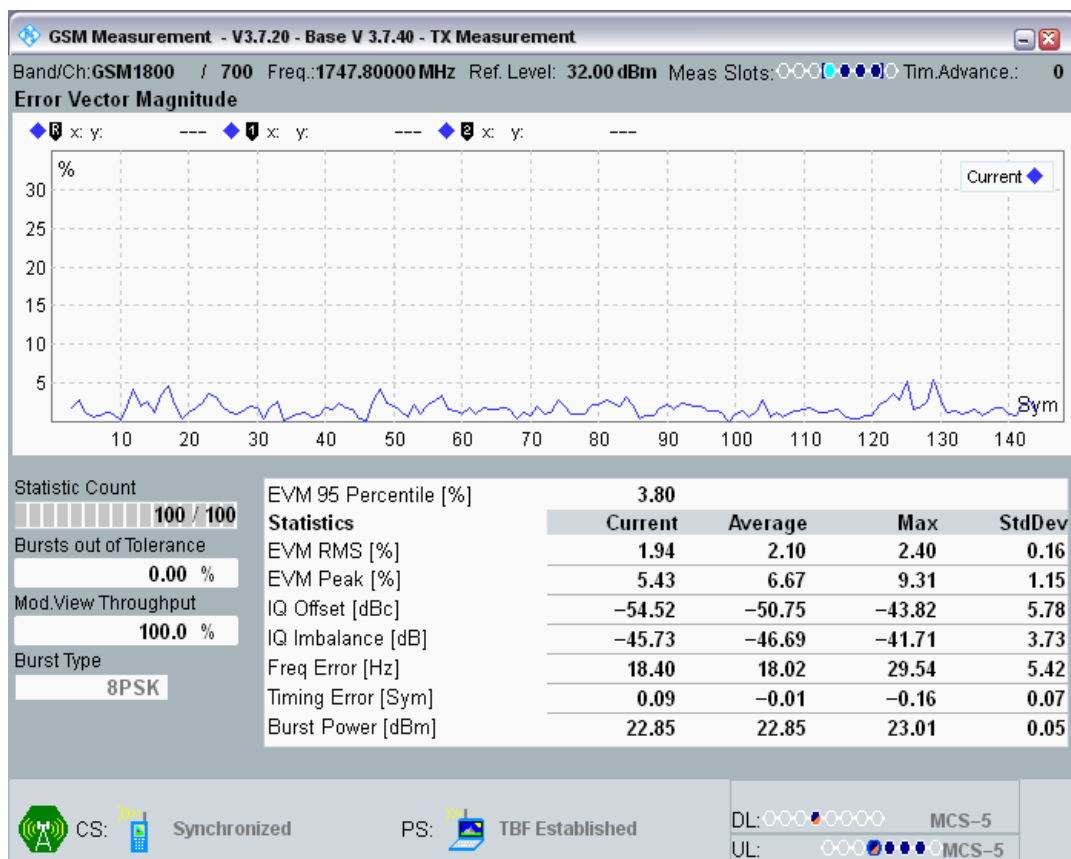 GSM Measurement - V3.7.20 - Base V 3.7.40 - TX Measurement
Band/Ch:GSM1800 / 700 Freq.:1747.80000 MHz Ref. Level: 32.00 dBm Meas Slots: Tim.Advance.: 0
Error Vector Magnitude
R x: y: --- 1 x: y: --- 2 x: y: ---
%
Current
30
25
20
15
10
5
Sym
10 20 30 40 50 60 70 80 90 100 110 120 130 140
Statistic Count
100 / 100
Bursts out of Tolerance
0.00 %
Mod.View Throughput
100.0 %
Burst Type
8PSK
EVM 95 Percentile [%] 3.80
Statistics Current Average Max StdDev
EVM RMS [%] 1.94 2.10 2.40 0.16
EVM Peak [%] 5.43 6.67 9.31 1.15
IQ Offset [dBc] −54.52 −50.75 −43.82 5.78
IQ Imbalance [dB] −45.73 −46.69 −41.71 3.73
Freq Error [Hz] 18.40 18.02 29.54 5.42
Timing Error [Sym] 0.09 −0.01 −0.16 0.07
Burst Power [dBm] 22.85 22.85 23.01 0.05
CS: Synchronized PS: TBF Established
DL: MCS−5
UL: MCS−5